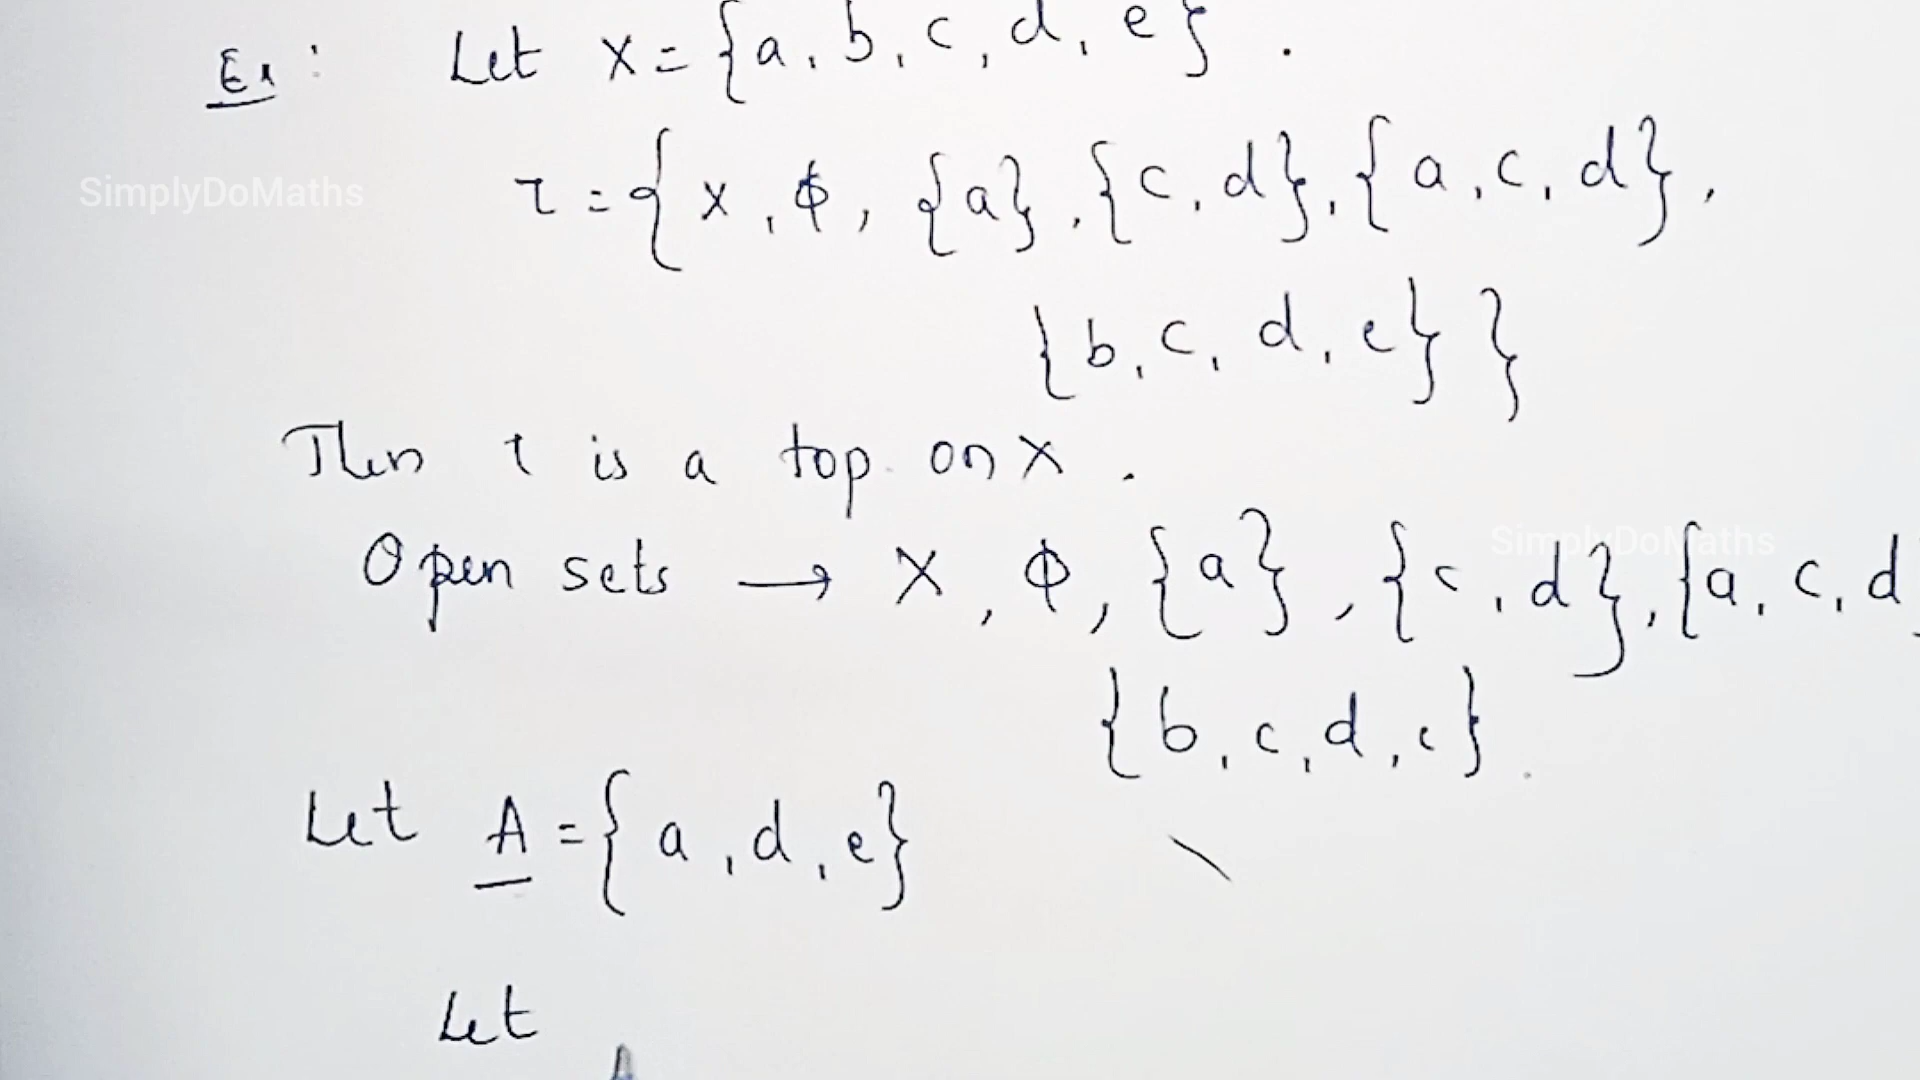 Ex : Let X = {a, b, c, d, e} .
SimplyDoMaths
τ = { X , φ , {a} , {c, d} , {a, c, d} ,
{b, c, d, e} }
Then τ is a top. on X .
Open sets → X , φ , {a} , {c, d} , {a, c, d
SimplyDoMaths
{b, c, d, e} .
Let A = {a, d, e}
Let